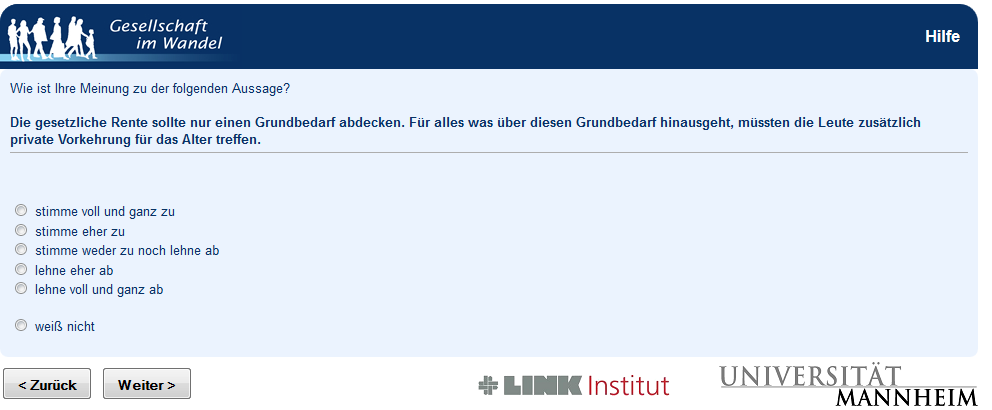 Gesellschaft
im Wandel
Hilfe
Wie ist Ihre Meinung zu der folgenden Aussage?
Die gesetzliche Rente sollte nur einen Grundbedarf abdecken. Für alles was über diesen Grundbedarf hinausgeht, müssten die Leute zusätzlich
private Vorkehrung für das Alter treffen.
stimme voll und ganz zu
stimme eher zu
stimme weder zu noch lehne ab
lehne eher ab
lehne voll und ganz ab
weiß nicht
< Zurück
Weiter >
LINK Institut
UNIVERSITÄT
MANNHEIM